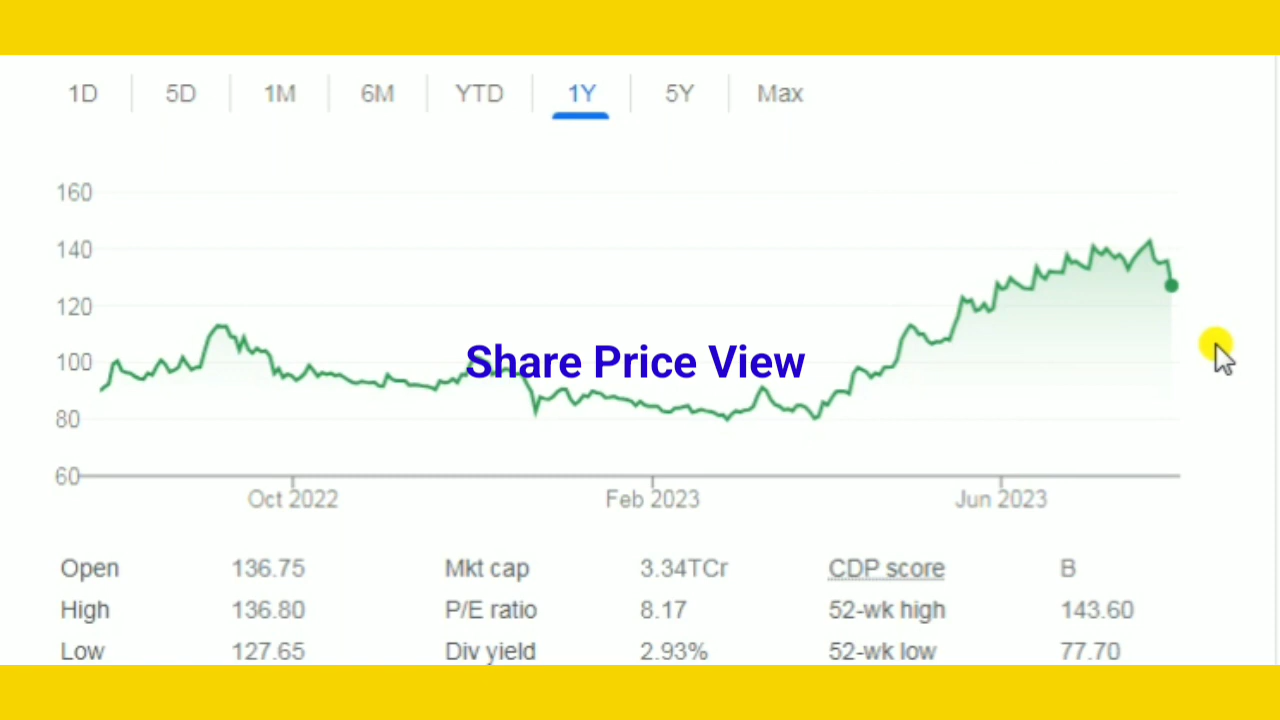 1D 5D 1M 6M YTD 1Y 5Y Max
160
140
120
100
Share Price View
80
60
Oct 2022 Feb 2023 Jun 2023
Open 136.75 Mkt cap 3.34TCr CDP score B
High 136.80 P/E ratio 8.17 52-wk high 143.60
Low 127.65 Div yield 2.93% 52-wk low 77.70